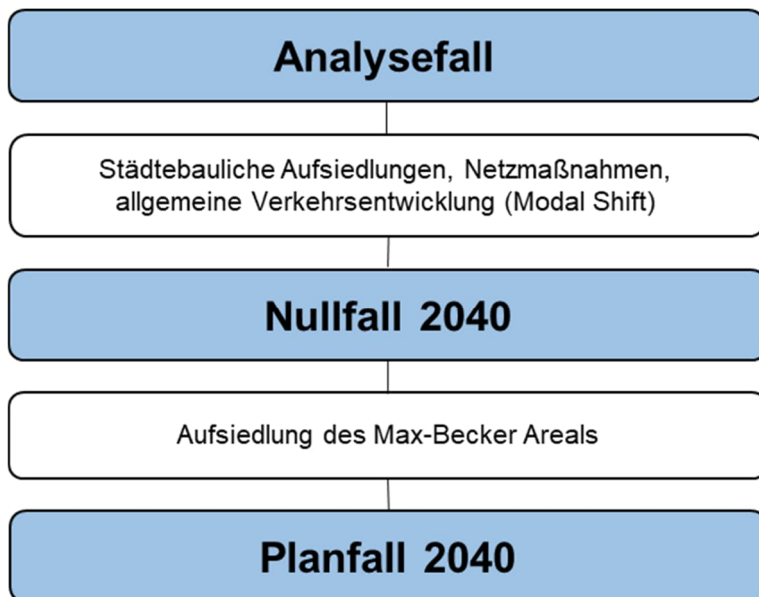 Analysefall
Städtebauliche Aufsiedlungen, Netzmaßnahmen,
allgemeine Verkehrsentwicklung (Modal Shift)
Nullfall 2040
Aufsiedlung des Max-Becker Areals
Planfall 2040